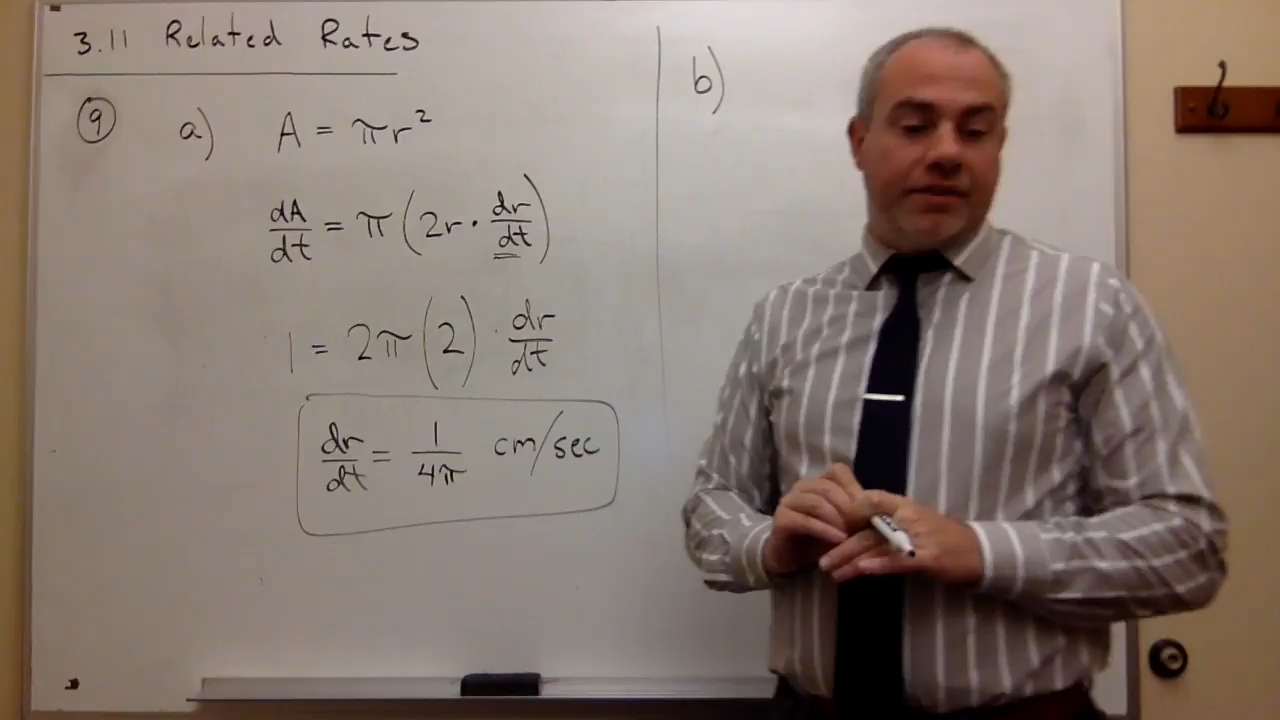 3.11 Related Rates
9 a) A = πr²
dA/dt = π(2r · dr/dt)
1 = 2π(2) · dr/dt
dr/dt = 1/4π cm/sec
b)